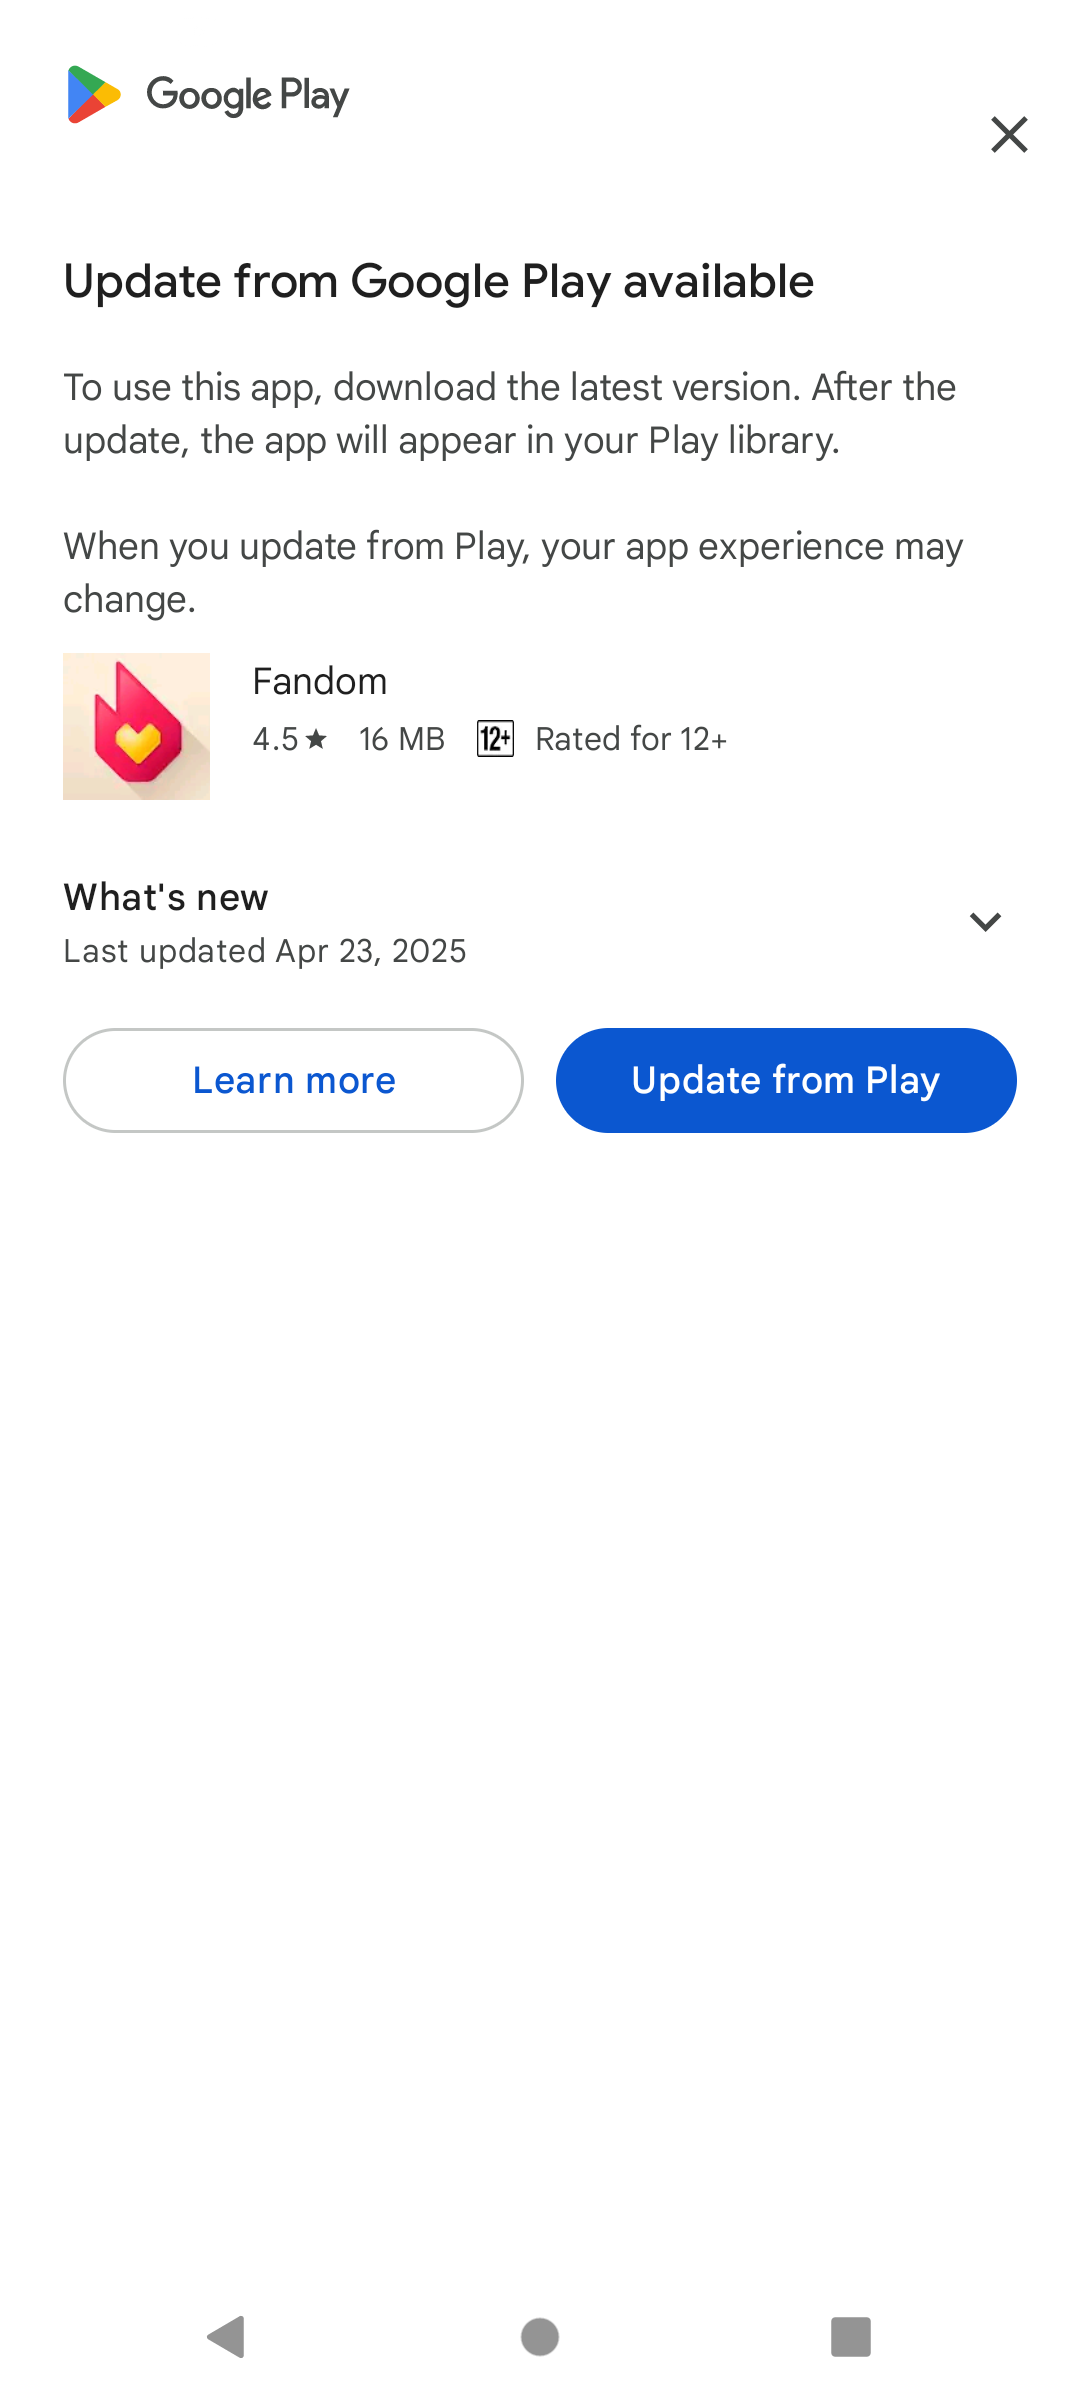 Google Play
Update from Google Play available
To use this app, download the latest version. After the
update, the app will appear in your Play library.
When you update from Play, your app experience may
change.
Fandom
4.5★ 16 MB 12+ Rated for 12+
What's new
Last updated Apr 23, 2025
Learn more
Update from Play